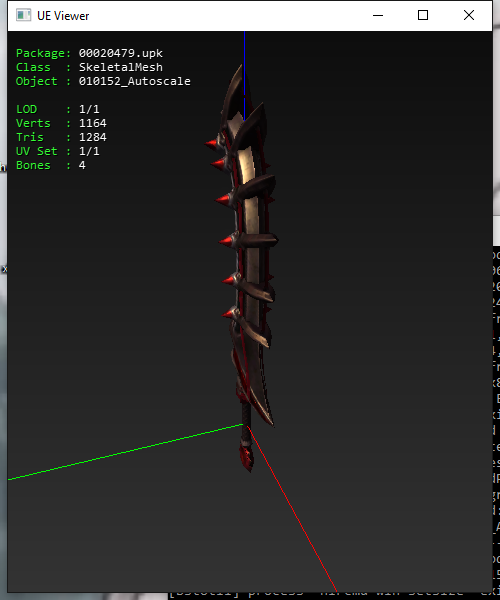 UE Viewer
Package: 00020479.upk
Class : SkeletalMesh
Object : 010152_Autoscale
LOD : 1/1
Verts : 1164
Tris : 1284
UV Set : 1/1
Bones : 4